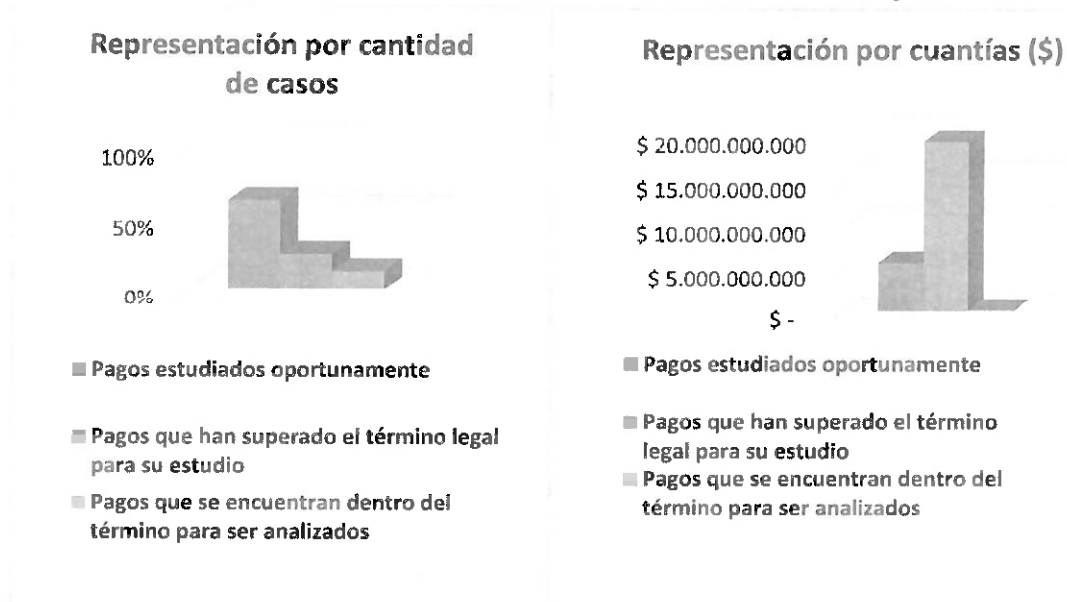 Representación por cantidad
de casos
100%
50%
0%
Pagos estudiados oportunamente
Pagos que han superado el término legal
para su estudio
Pagos que se encuentran dentro del
término para ser analizados
Representación por cuantías ($)
$ 20.000.000.000
$ 15.000.000.000
$ 10.000.000.000
$ 5.000.000.000
$ -
Pagos estudiados oportunamente
Pagos que han superado el término
legal para su estudio
Pagos que se encuentran dentro del
término para ser analizados